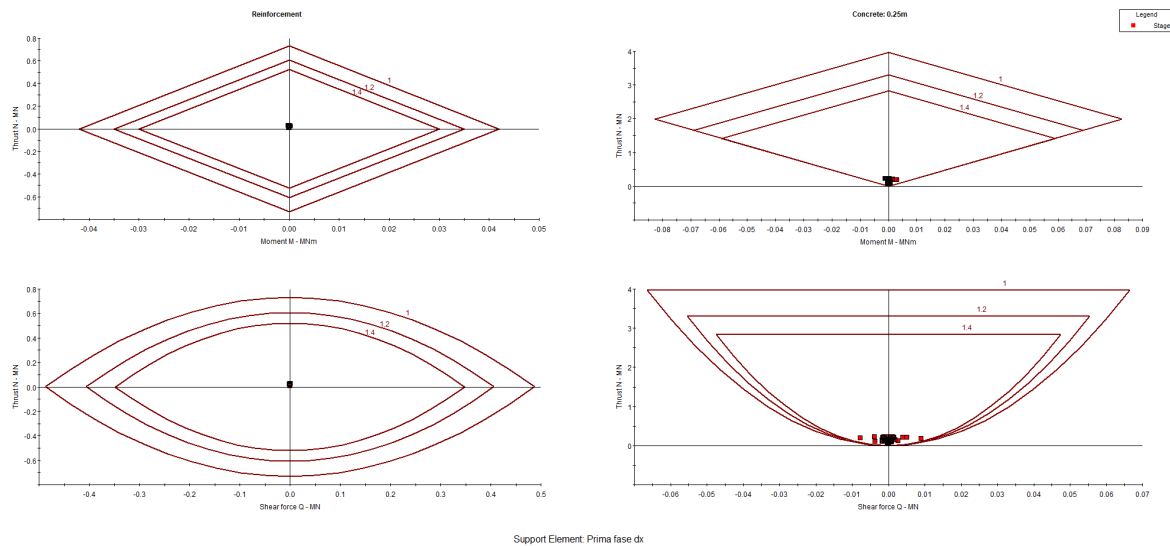 Reinforcement
Concrete: 0.25m
Legend
Stage
0.8
0.6
0.4
0.2
0.0
-0.2
-0.4
-0.6
Thrust N - MN
1
1.2
1.4
-0.04 -0.03 -0.02 -0.01 0.00 0.01 0.02 0.03 0.04 0.05
Moment M - MNm
4
3
2
1
0
Thrust N - MN
1
1.2
1.4
-0.08 -0.07 -0.06 -0.05 -0.04 -0.03 -0.02 -0.01 0.00 0.01 0.02 0.03 0.04 0.05 0.06 0.07 0.08 0.09
Moment M - MNm
0.8
0.6
0.4
0.2
0.0
-0.2
-0.4
-0.6
Thrust N - MN
1
1.2
1.4
-0.4 -0.3 -0.2 -0.1 0.0 0.1 0.2 0.3 0.4 0.5
Shear force Q - MN
4
3
2
1
0
Thrust N - MN
1
1.2
1.4
-0.06 -0.05 -0.04 -0.03 -0.02 -0.01 0.00 0.01 0.02 0.03 0.04 0.05 0.06 0.07
Shear force Q - MN
Support Element: Prima fase dx